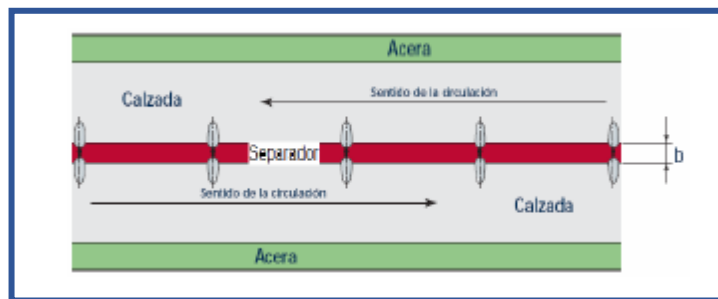 Acera
Sentido de la circulación
Calzada
Separador
b
Sentido de la circulación
Calzada
Acera